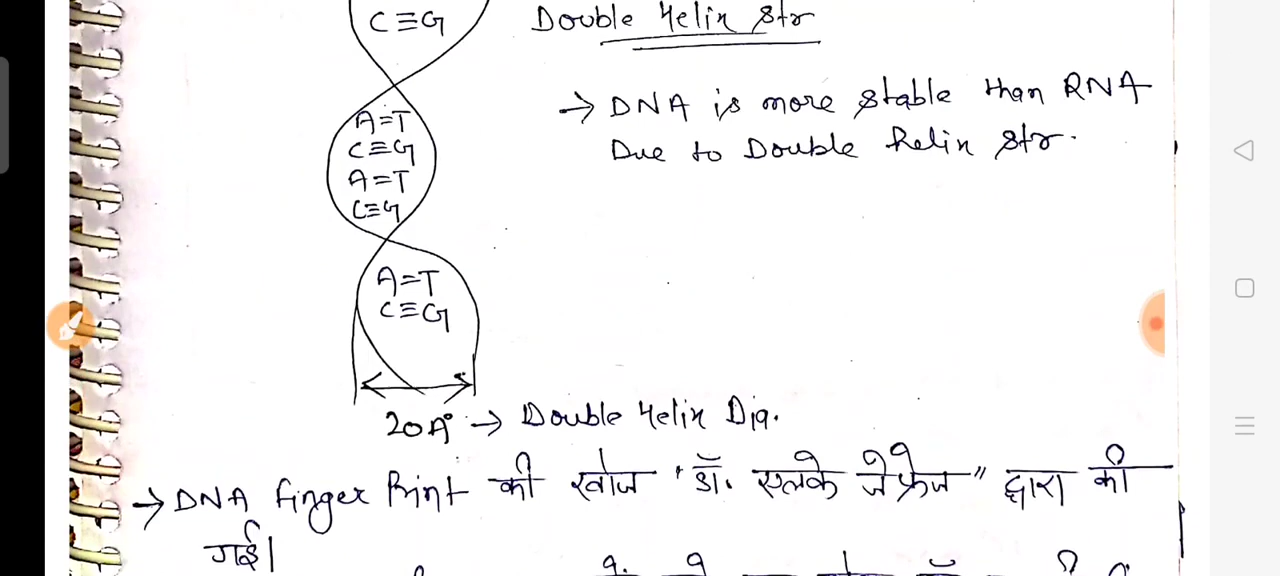 C≡G
Double Helix Str
→ DNA is more stable than RNA
Due to Double Helix Str.
A=T
C≡G
A=T
C≡G
A=T
C≡G
20A° → Double Helix Dia.
→ DNA finger Print की खोज "डॉ. एलके जेफ्रेज" द्वारा की
गई।